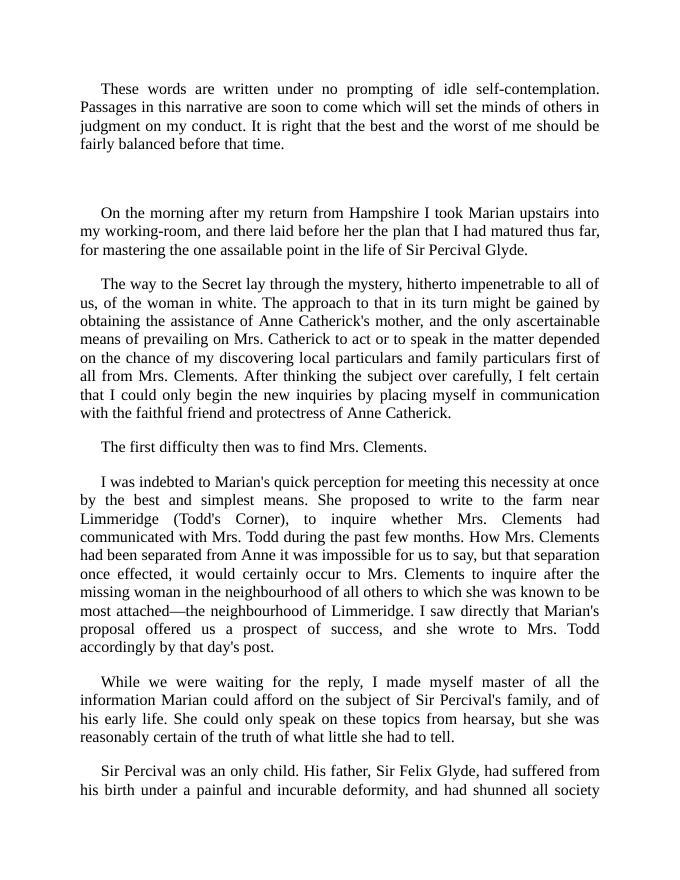 These words are written under no prompting of idle self-contemplation.
Passages in this narrative are soon to come which will set the minds of others in
judgment on my conduct. It is right that the best and the worst of me should be
fairly balanced before that time.
On the morning after my return from Hampshire I took Marian upstairs into
my working-room, and there laid before her the plan that I had matured thus far,
for mastering the one assailable point in the life of Sir Percival Glyde.
The way to the Secret lay through the mystery, hitherto impenetrable to all of
us, of the woman in white. The approach to that in its turn might be gained by
obtaining the assistance of Anne Catherick's mother, and the only ascertainable
means of prevailing on Mrs. Catherick to act or to speak in the matter depended
on the chance of my discovering local particulars and family particulars first of
all from Mrs. Clements. After thinking the subject over carefully, I felt certain
that I could only begin the new inquiries by placing myself in communication
with the faithful friend and protectress of Anne Catherick.
The first difficulty then was to find Mrs. Clements.
I was indebted to Marian's quick perception for meeting this necessity at once
by the best and simplest means. She proposed to write to the farm near
Limmeridge (Todd's Corner), to inquire whether Mrs. Clements had
communicated with Mrs. Todd during the past few months. How Mrs. Clements
had been separated from Anne it was impossible for us to say, but that separation
once effected, it would certainly occur to Mrs. Clements to inquire after the
missing woman in the neighbourhood of all others to which she was known to be
most attached—the neighbourhood of Limmeridge. I saw directly that Marian's
proposal offered us a prospect of success, and she wrote to Mrs. Todd
accordingly by that day's post.
While we were waiting for the reply, I made myself master of all the
information Marian could afford on the subject of Sir Percival's family, and of
his early life. She could only speak on these topics from hearsay, but she was
reasonably certain of the truth of what little she had to tell.
Sir Percival was an only child. His father, Sir Felix Glyde, had suffered from
his birth under a painful and incurable deformity, and had shunned all society